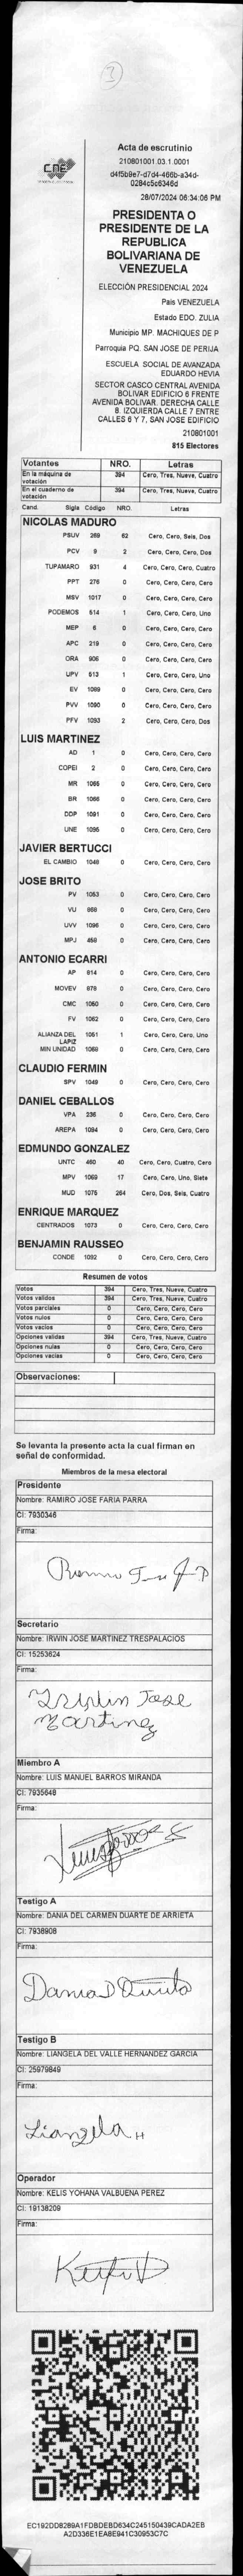 3
CNE
Acta de escrutinio
210801001.03.1.0001
d4f5b9e7-d7d4-466b-a34d-
0284c5c6346d
28/07/2024 06:34:06 PM
PRESIDENTA O
PRESIDENTE DE LA
REPUBLICA
BOLIVARIANA DE
VENEZUELA
ELECCIÓN PRESIDENCIAL 2024
Pais VENEZUELA
Estado EDO. ZULIA
Municipio MP. MACHIQUES DE P
Parroquia PQ. SAN JOSE DE PERIJA
ESCUELA SOCIAL DE AVANZADA
EDUARDO HEVIA
SECTOR CASCO CENTRAL AVENIDA
BOLIVAR EDIFICIO 6 FRENTE
AVENIDA BOLIVAR. DERECHA CALLE
8. IZQUIERDA CALLE 7 ENTRE
CALLES 6 Y 7, SAN JOSE EDIFICIO
210801001
815 Electores
Votantes NRO. Letras
En la máquina de votación 394 Cero, Tres, Nueve, Cuatro
En el cuaderno de votación 394 Cero, Tres, Nueve, Cuatro
Cand. Sigla Código NRO. Letras
NICOLAS MADURO
PSUV 269 62 Cero, Cero, Seis, Dos
PCV 9 2 Cero, Cero, Cero, Dos
TUPAMARO 931 4 Cero, Cero, Cero, Cuatro
PPT 276 0 Cero, Cero, Cero, Cero
MSV 1017 0 Cero, Cero, Cero, Cero
PODEMOS 514 1 Cero, Cero, Cero, Uno
MEP 6 0 Cero, Cero, Cero, Cero
APC 219 0 Cero, Cero, Cero, Cero
ORA 905 0 Cero, Cero, Cero, Cero
UPV 513 1 Cero, Cero, Cero, Uno
EV 1089 0 Cero, Cero, Cero, Cero
PVV 1090 0 Cero, Cero, Cero, Cero
PFV 1093 2 Cero, Cero, Cero, Dos
LUIS MARTINEZ
AD 1 0 Cero, Cero, Cero, Cero
COPEI 2 0 Cero, Cero, Cero, Cero
MR 1065 0 Cero, Cero, Cero, Cero
BR 1066 0 Cero, Cero, Cero, Cero
DDP 1091 0 Cero, Cero, Cero, Cero
UNE 1095 0 Cero, Cero, Cero, Cero
JAVIER BERTUCCI
EL CAMBIO 1048 0 Cero, Cero, Cero, Cero
JOSE BRITO
PV 1053 0 Cero, Cero, Cero, Cero
VU 868 0 Cero, Cero, Cero, Cero
UVV 1096 0 Cero, Cero, Cero, Cero
MPJ 459 0 Cero, Cero, Cero, Cero
ANTONIO ECARRI
AP 814 0 Cero, Cero, Cero, Cero
MOVEV 878 0 Cero, Cero, Cero, Cero
CMC 1050 0 Cero, Cero, Cero, Cero
FV 1062 0 Cero, Cero, Cero, Cero
ALIANZA DEL LAPIZ 1051 1 Cero, Cero, Cero, Uno
MIN UNIDAD 1068 0 Cero, Cero, Cero, Cero
CLAUDIO FERMIN
SPV 1049 0 Cero, Cero, Cero, Cero
DANIEL CEBALLOS
VPA 236 0 Cero, Cero, Cero, Cero
AREPA 1094 0 Cero, Cero, Cero, Cero
EDMUNDO GONZALEZ
UNTC 460 40 Cero, Cero, Cuatro, Cero
MPV 1069 17 Cero, Cero, Uno, Siete
MUD 1075 264 Cero, Dos, Seis, Cuatro
ENRIQUE MARQUEZ
CENTRADOS 1073 0 Cero, Cero, Cero, Cero
BENJAMIN RAUSSEO
CONDE 1092 0 Cero, Cero, Cero, Cero
Resumen de votos
Votos 394 Cero, Tres, Nueve, Cuatro
Votos validos 394 Cero, Tres, Nueve, Cuatro
Votos parciales 0 Cero, Cero, Cero, Cero
Votos nulos 0 Cero, Cero, Cero, Cero
Votos vacios 0 Cero, Cero, Cero, Cero
Opciones validas 394 Cero, Tres, Nueve, Cuatro
Opciones nulas 0 Cero, Cero, Cero, Cero
Opciones vacias 0 Cero, Cero, Cero, Cero
Observaciones:
Se levanta la presente acta la cual firman en
señal de conformidad.
Miembros de la mesa electoral
Presidente
Nombre: RAMIRO JOSE FARIA PARRA
CI: 7930346
Firma:
Secretario
Nombre: IRWIN JOSE MARTINEZ TRESPALACIOS
CI: 15253624
Firma:
Jose
Martinez
Miembro A
Nombre: LUIS MANUEL BARROS MIRANDA
CI: 7935648
Firma:
Testigo A
Nombre: DANIA DEL CARMEN DUARTE DE ARRIETA
CI: 7938908
Firma:
Testigo B
Nombre: LIANGELA DEL VALLE HERNANDEZ GARCIA
CI: 25979849
Firma:
Liangela H
Operador
Nombre: KELIS YOHANA VALBUENA PEREZ
CI: 19138209
Firma:
EC192DD8289A1FDBDEBD634C245150439CADA2EB
A2D336E1EA8E941C30953C7C